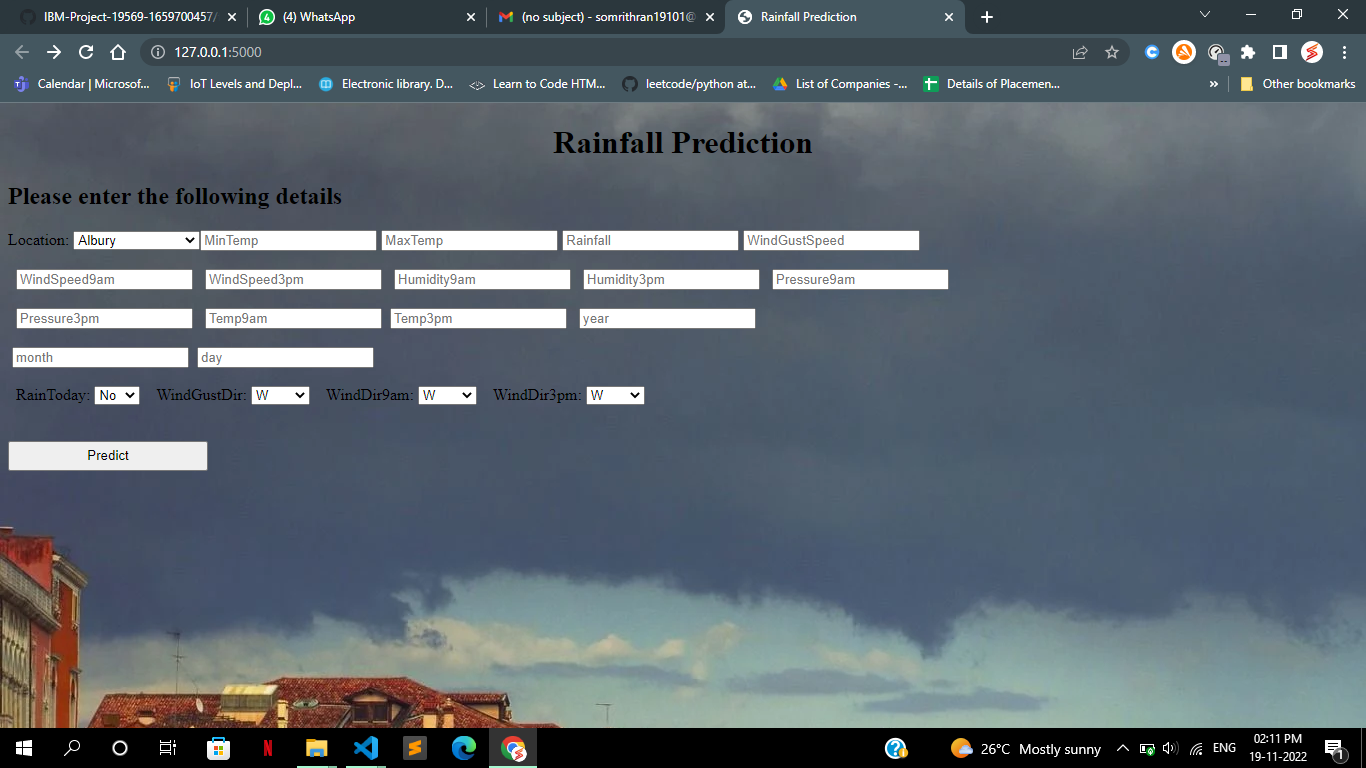 IBM-Project-19569-1659700457/
(4) WhatsApp
(no subject) - somrithran19101@
Rainfall Prediction
127.0.0.1:5000
Calendar | Microsof...
IoT Levels and Depl...
Electronic library. D...
Learn to Code HTM...
leetcode/python at...
List of Companies -...
Details of Placemen...
»
Other bookmarks
Rainfall Prediction
Please enter the following details
Location: Albury MinTemp MaxTemp Rainfall WindGustSpeed
WindSpeed9am WindSpeed3pm Humidity9am Humidity3pm Pressure9am
Pressure3pm Temp9am Temp3pm year
month day
RainToday: No WindGustDir: W WindDir9am: W WindDir3pm: W
Predict
26°C Mostly sunny
ENG
02:11 PM
19-11-2022
1